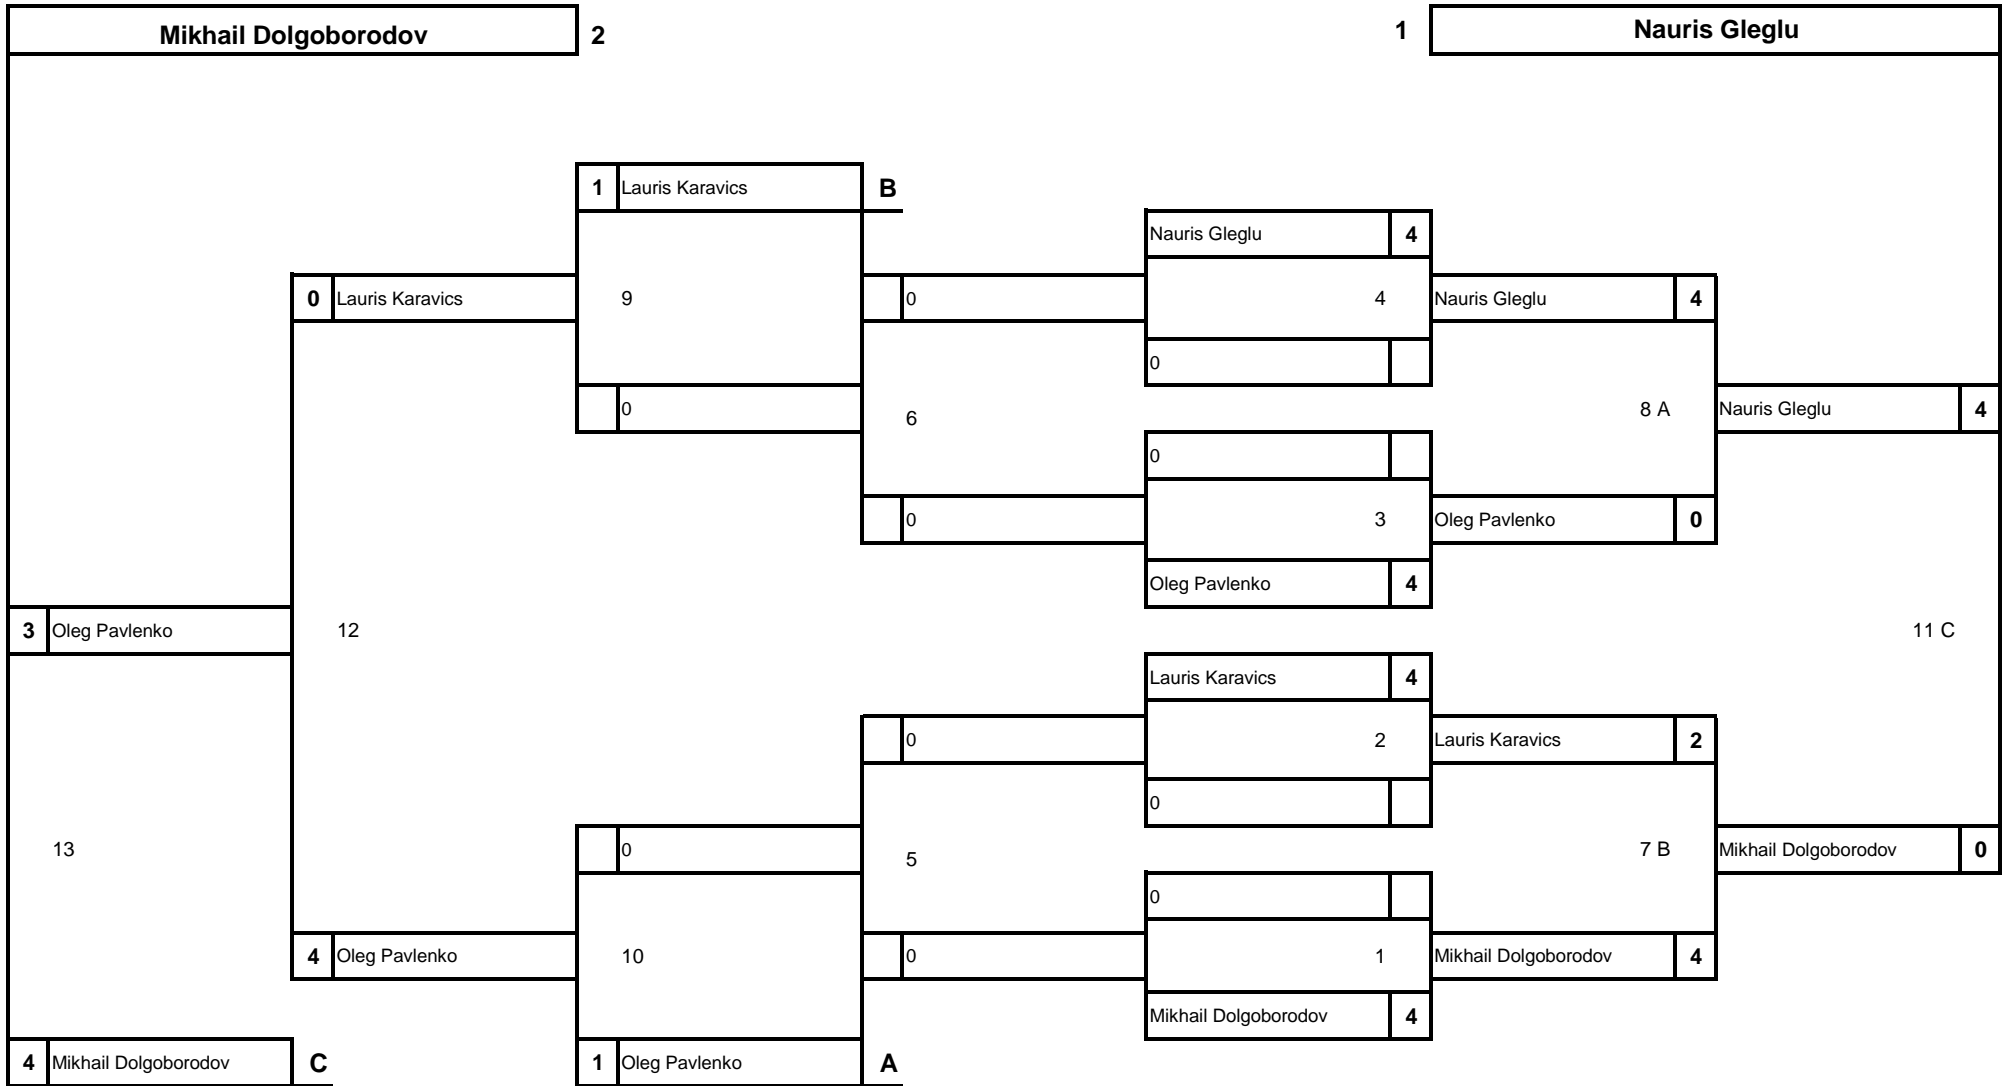 Mikhail Dolgoborodov 2 1 Nauris Gleglu
1 Lauris Karavics B
Nauris Gleglu 4
0 Lauris Karavics 9 0 4 Nauris Gleglu 4
0
0 6 8 A Nauris Gleglu 4
0
0 3 Oleg Pavlenko 0
Oleg Pavlenko 4
3 Oleg Pavlenko 12 11 C
Lauris Karavics 4
0 2 Lauris Karavics 2
0
13 0 5 7 B Mikhail Dolgoborodov 0
0
4 Oleg Pavlenko 10 0 1 Mikhail Dolgoborodov 4
Mikhail Dolgoborodov 4
4 Mikhail Dolgoborodov C 1 Oleg Pavlenko A